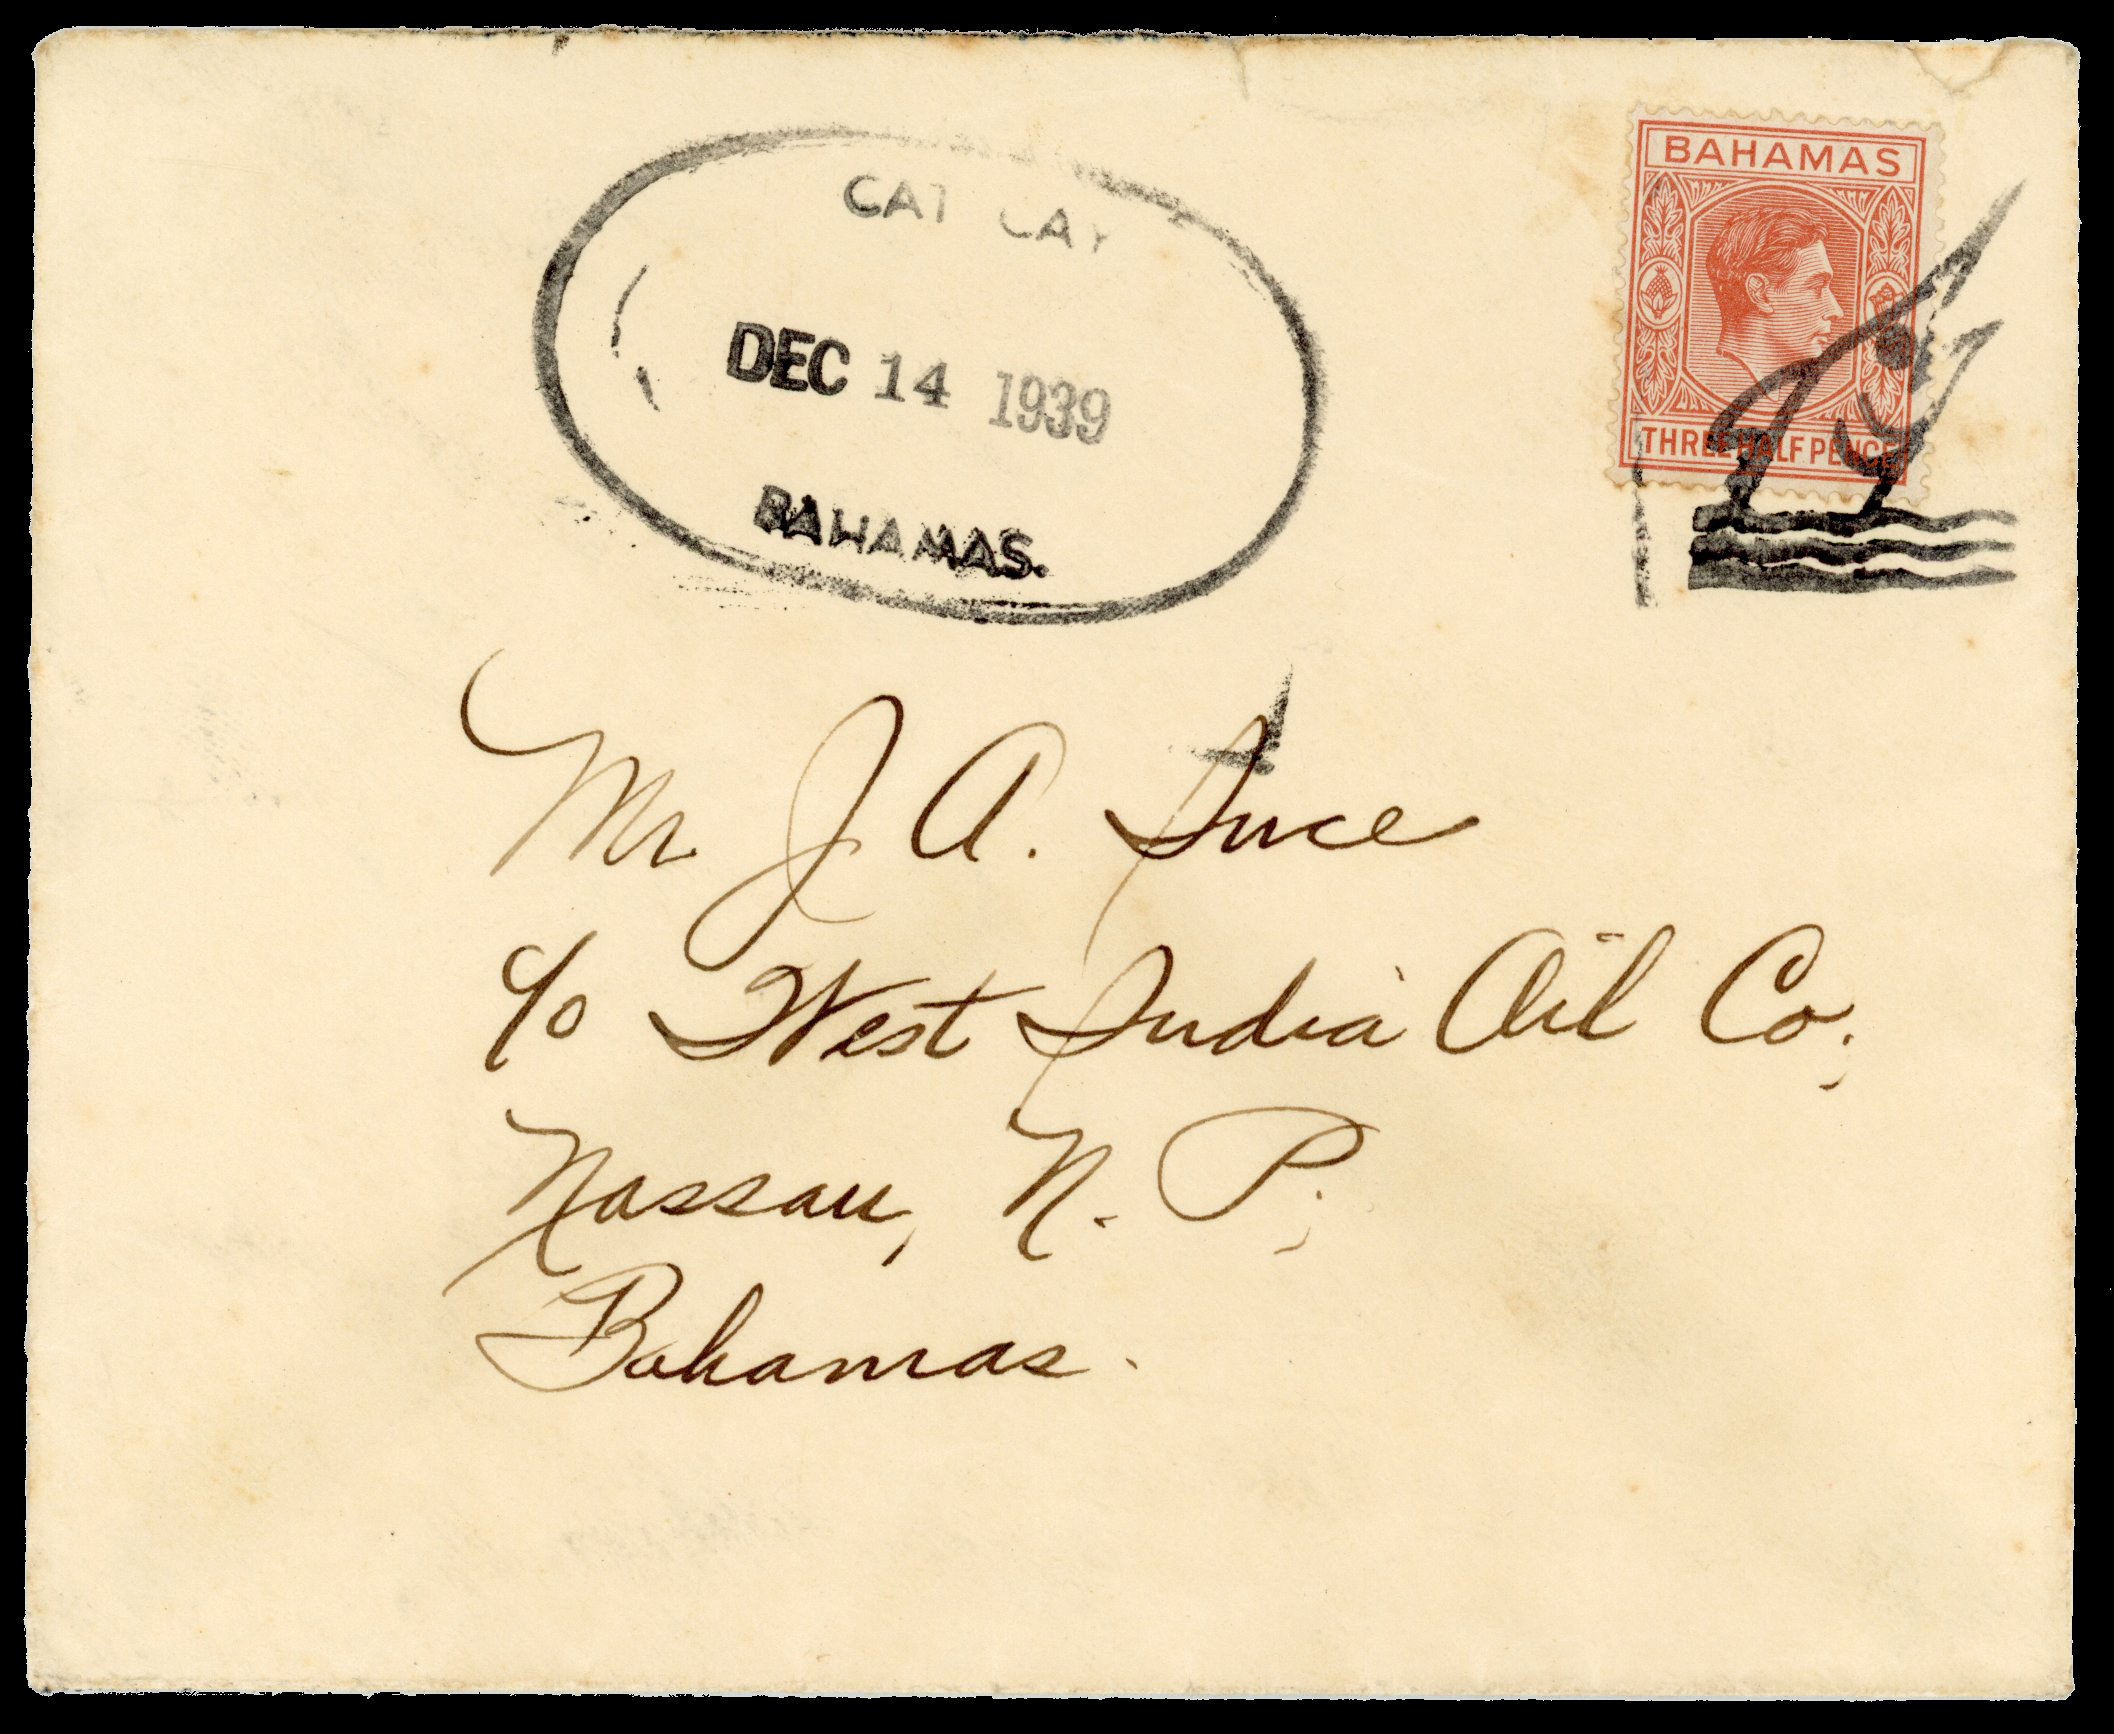 BAHAMAS
THREE HALF PENCE
CAT CAY
DEC 14 1939
BAHAMAS.
Mr. J. A. Ince
c/o West India Oil Co.,
Nassau, N. P.,
Bahamas.